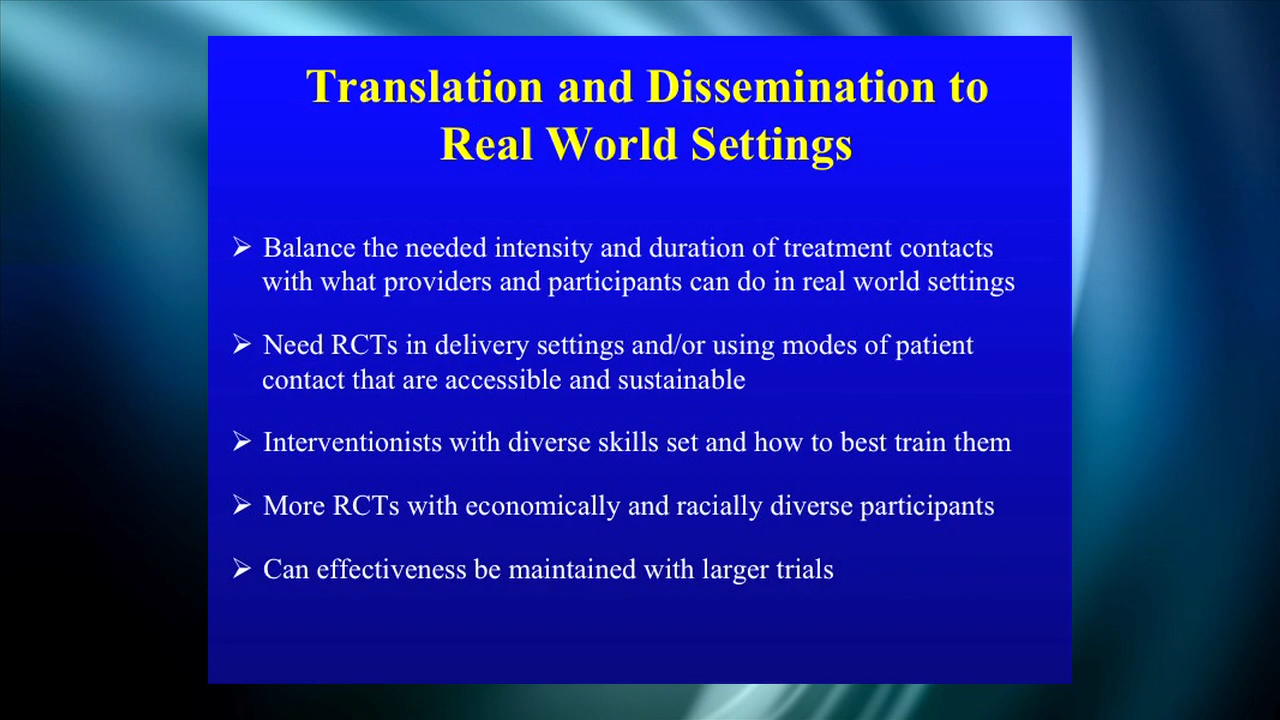 Translation and Dissemination to
Real World Settings
➢ Balance the needed intensity and duration of treatment contacts
with what providers and participants can do in real world settings
➢ Need RCTs in delivery settings and/or using modes of patient
contact that are accessible and sustainable
➢ Interventionists with diverse skills set and how to best train them
➢ More RCTs with economically and racially diverse participants
➢ Can effectiveness be maintained with larger trials